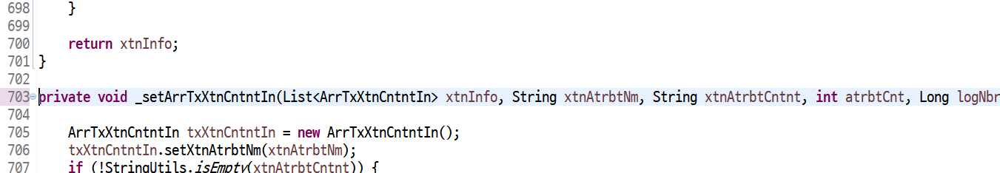 698 }
699
700 return xtnInfo;
701 }
702
703 private void _setArrTxXtnCntntIn(List<ArrTxXtnCntntIn> xtnInfo, String xtnAtrbtNm, String xtnAtrbtCntnt, int atrbtCnt, Long logNbr
704
705 ArrTxXtnCntntIn txXtnCntntIn = new ArrTxXtnCntntIn();
706 txXtnCntntIn.setXtnAtrbtNm(xtnAtrbtNm);
707 if (!StringUtils.isEmpty(xtnAtrbtCntnt)) {